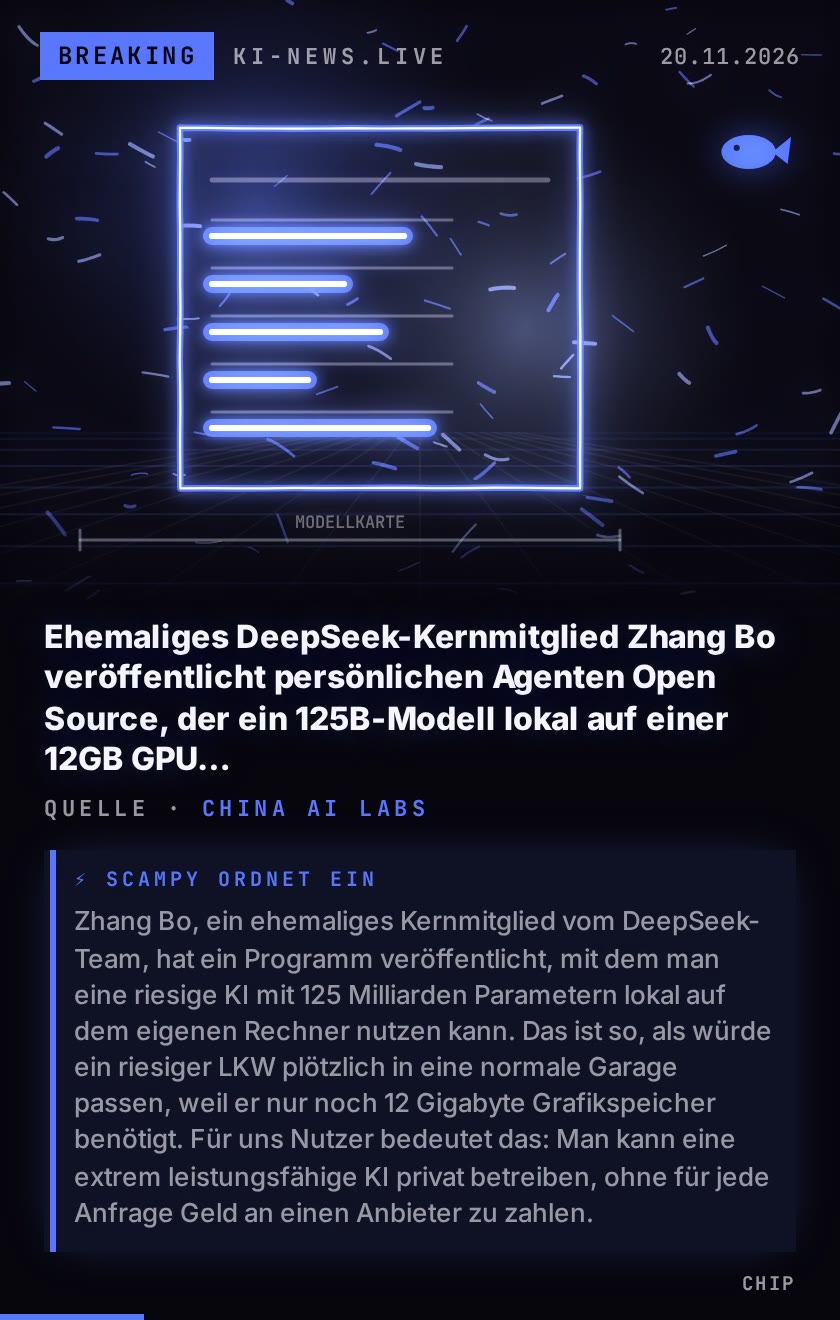 BREAKING KI-NEWS.LIVE 20.11.2026
MODELLKARTE
Ehemaliges DeepSeek-Kernmitglied Zhang Bo
veröffentlicht persönlichen Agenten Open
Source, der ein 125B-Modell lokal auf einer
12GB GPU...
QUELLE · CHINA AI LABS
⚡ SCAMPY ORDNET EIN
Zhang Bo, ein ehemaliges Kernmitglied vom DeepSeek-
Team, hat ein Programm veröffentlicht, mit dem man
eine riesige KI mit 125 Milliarden Parametern lokal auf
dem eigenen Rechner nutzen kann. Das ist so, als würde
ein riesiger LKW plötzlich in eine normale Garage
passen, weil er nur noch 12 Gigabyte Grafikspeicher
benötigt. Für uns Nutzer bedeutet das: Man kann eine
extrem leistungsfähige KI privat betreiben, ohne für jede
Anfrage Geld an einen Anbieter zu zahlen.
CHIP